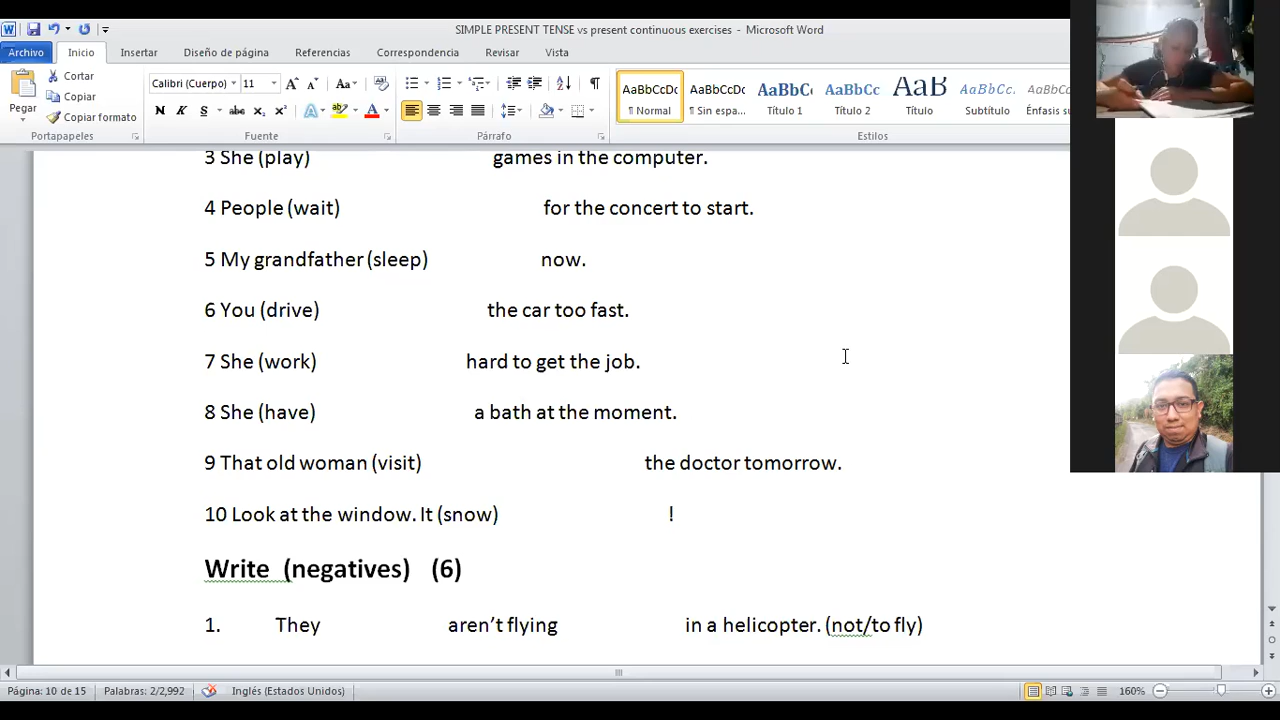 SIMPLE PRESENT TENSE vs present continuous exercises - Microsoft Word
Archivo Inicio Insertar Diseño de página Referencias Correspondencia Revisar Vista
Pegar
Cortar
Copiar
Copiar formato
Portapapeles
Calibri (Cuerpo) 11
N K S abc x₂ x²
Fuente
Párrafo
AaBbCcDc AaBbCcDc AaBbC AaBbCc AaB AaBbCc. AaBbCc
¶ Normal ¶ Sin espa... Título 1 Título 2 Título Subtítulo Énfasis su
Estilos
3 She (play) games in the computer.
4 People (wait) for the concert to start.
5 My grandfather (sleep) now.
6 You (drive) the car too fast.
7 She (work) hard to get the job.
8 She (have) a bath at the moment.
9 That old woman (visit) the doctor tomorrow.
10 Look at the window. It (snow) !
Write (negatives) (6)
1. They aren’t flying in a helicopter. (not/to fly)
Página: 10 de 15 Palabras: 2/2,992 Inglés (Estados Unidos) 160%